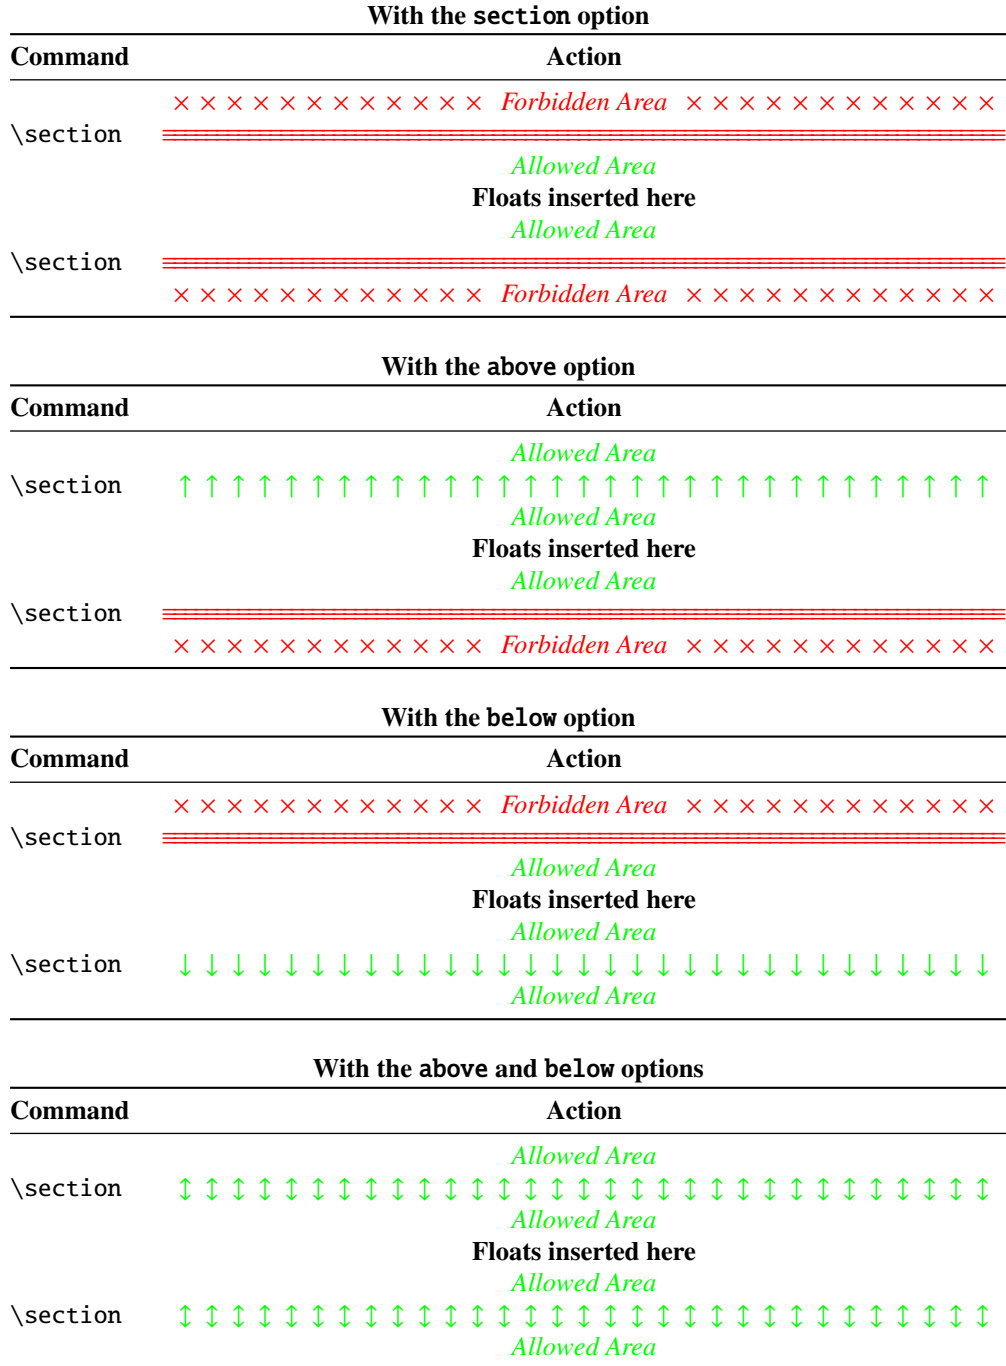 With the section option
Command Action
× × × × × × × × × × × × Forbidden Area × × × × × × × × × × × ×
\section
Allowed Area
Floats inserted here
Allowed Area
\section
× × × × × × × × × × × × Forbidden Area × × × × × × × × × × × ×
With the above option
Command Action
Allowed Area
\section ↑ ↑ ↑ ↑ ↑ ↑ ↑ ↑ ↑ ↑ ↑ ↑ ↑ ↑ ↑ ↑ ↑ ↑ ↑ ↑ ↑ ↑ ↑ ↑ ↑ ↑ ↑ ↑ ↑ ↑ ↑
Allowed Area
Floats inserted here
Allowed Area
\section
× × × × × × × × × × × × Forbidden Area × × × × × × × × × × × ×
With the below option
Command Action
× × × × × × × × × × × × Forbidden Area × × × × × × × × × × × ×
\section
Allowed Area
Floats inserted here
Allowed Area
\section ↓ ↓ ↓ ↓ ↓ ↓ ↓ ↓ ↓ ↓ ↓ ↓ ↓ ↓ ↓ ↓ ↓ ↓ ↓ ↓ ↓ ↓ ↓ ↓ ↓ ↓ ↓ ↓ ↓ ↓ ↓
Allowed Area
With the above and below options
Command Action
Allowed Area
\section ↕ ↕ ↕ ↕ ↕ ↕ ↕ ↕ ↕ ↕ ↕ ↕ ↕ ↕ ↕ ↕ ↕ ↕ ↕ ↕ ↕ ↕ ↕ ↕ ↕ ↕ ↕ ↕ ↕ ↕ ↕
Allowed Area
Floats inserted here
Allowed Area
\section ↕ ↕ ↕ ↕ ↕ ↕ ↕ ↕ ↕ ↕ ↕ ↕ ↕ ↕ ↕ ↕ ↕ ↕ ↕ ↕ ↕ ↕ ↕ ↕ ↕ ↕ ↕ ↕ ↕ ↕ ↕
Allowed Area